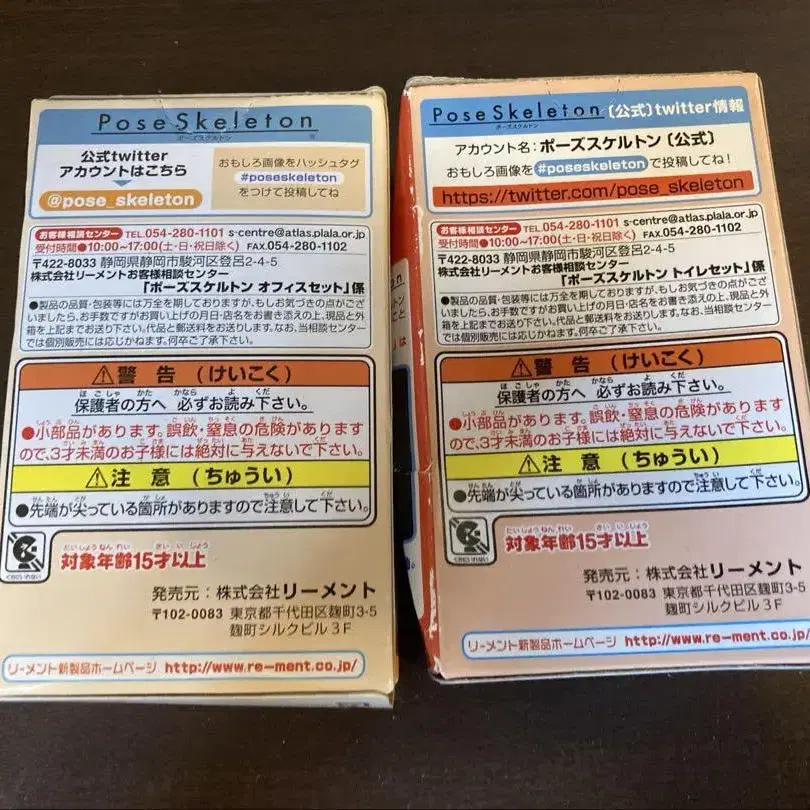 Pose Skeleton
ポーズスケルトン
公式twitter
アカウントはこちら
@pose_skeleton
おもしろ画像をハッシュタグ
#poseskeleton
をつけて投稿してね
お客様相談センター TEL.054-280-1101 s-centre@atlas.plala.or.jp
受付時間●10:00~17:00(土・日・祝日除く) FAX.054-280-1102
〒422-8033 静岡県静岡市駿河区登呂2-4-5
株式会社リーメントお客様相談センター
「ポーズスケルトン オフィスセット」係
●製品の品質・包装等には万全を期しておりますが、もしお気づきの点がござ
いましたら、お手数ですがお買い上げの月日・店名をお書き添えの上、現品と外
箱を上記までお送り下さい。代品と郵送料をお送りします。なお、当相談センター
では個別販売には応じかねます。何卒ご了承下さい。
⚠警告(けいこく)
保護者の方へ 必ずお読み下さい。
●小部品があります。誤飲・窒息の危険があります
ので、3才未満のお子様には絶対に与えないで下さい。
⚠注意(ちゅうい)
●先端が尖っている箇所がありますので注意して下さい。
たいしょうねんれい さいいじょう
対象年齢15才以上
発売元:株式会社リーメント
〒102-0083 東京都千代田区麹町3-5
麹町シルクビル3F
リーメント新製品ホームページ http://www.re-ment.co.jp/
Pose Skeleton (公式)twitter情報
ポーズスケルトン
アカウント名:ポーズスケルトン(公式)
おもしろ画像を#poseskeletonで投稿してね!
https://twitter.com/pose_skeleton
お客様相談センター TEL.054-280-1101 s-centre@atlas.plala.or.jp
受付時間●10:00~17:00(土・日・祝日除く) FAX.054-280-1102
〒422-8033 静岡県静岡市駿河区登呂2-4-5
株式会社リーメントお客様相談センター
「ポーズスケルトン トイレセット」係
●製品の品質・包装等には万全を期しておりますが、もしお気づきの点がござ
いましたら、お手数ですがお買い上げの月日・店名をお書き添えの上、現品と外
箱を上記までお送り下さい。代品と郵送料をお送りします。なお、当相談センター
では個別販売には応じかねます。何卒ご了承下さい。
⚠警告(けいこく)
保護者の方へ 必ずお読み下さい。
●小部品があります。誤飲・窒息の危険があります
ので、3才未満のお子様には絶対に与えないで下さい。
⚠注意(ちゅうい)
●先端が尖っている箇所がありますので注意して下さい。
たいしょうねんれい さいいじょう
対象年齢15才以上
発売元:株式会社リーメント
〒102-0083 東京都千代田区麹町3-5
麹町シルクビル3F
リーメント新製品ホームページ http://www.re-ment.co.jp/